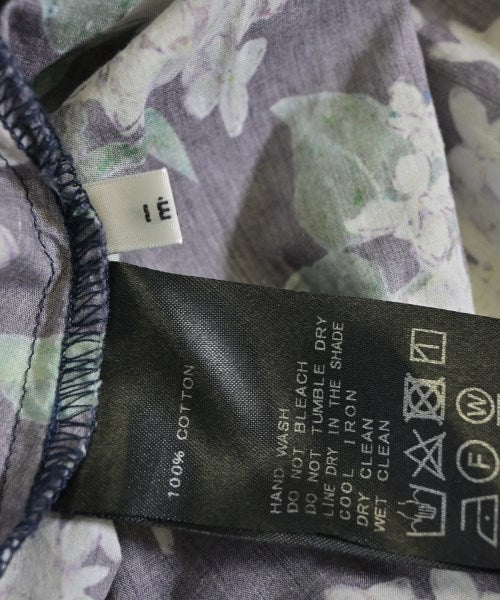 100% COTTON
HAND WASH
DO NOT BLEACH
DO NOT TUMBLE DRY
LINE DRY IN THE SHADE
COOL IRON
DRY CLEAN
WET CLEAN
W
F